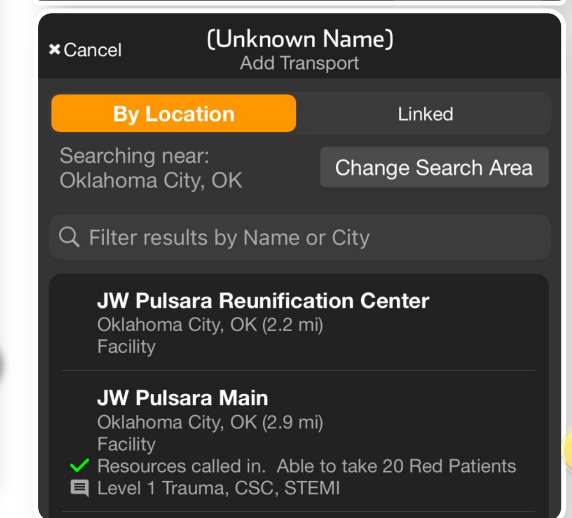 ✖ Cancel
(Unknown Name)
Add Transport
By Location
Linked
Searching near:
Oklahoma City, OK
Change Search Area
Filter results by Name or City
JW Pulsara Reunification Center
Oklahoma City, OK (2.2 mi)
Facility
JW Pulsara Main
Oklahoma City, OK (2.9 mi)
Facility
Resources called in. Able to take 20 Red Patients
Level 1 Trauma, CSC, STEMI